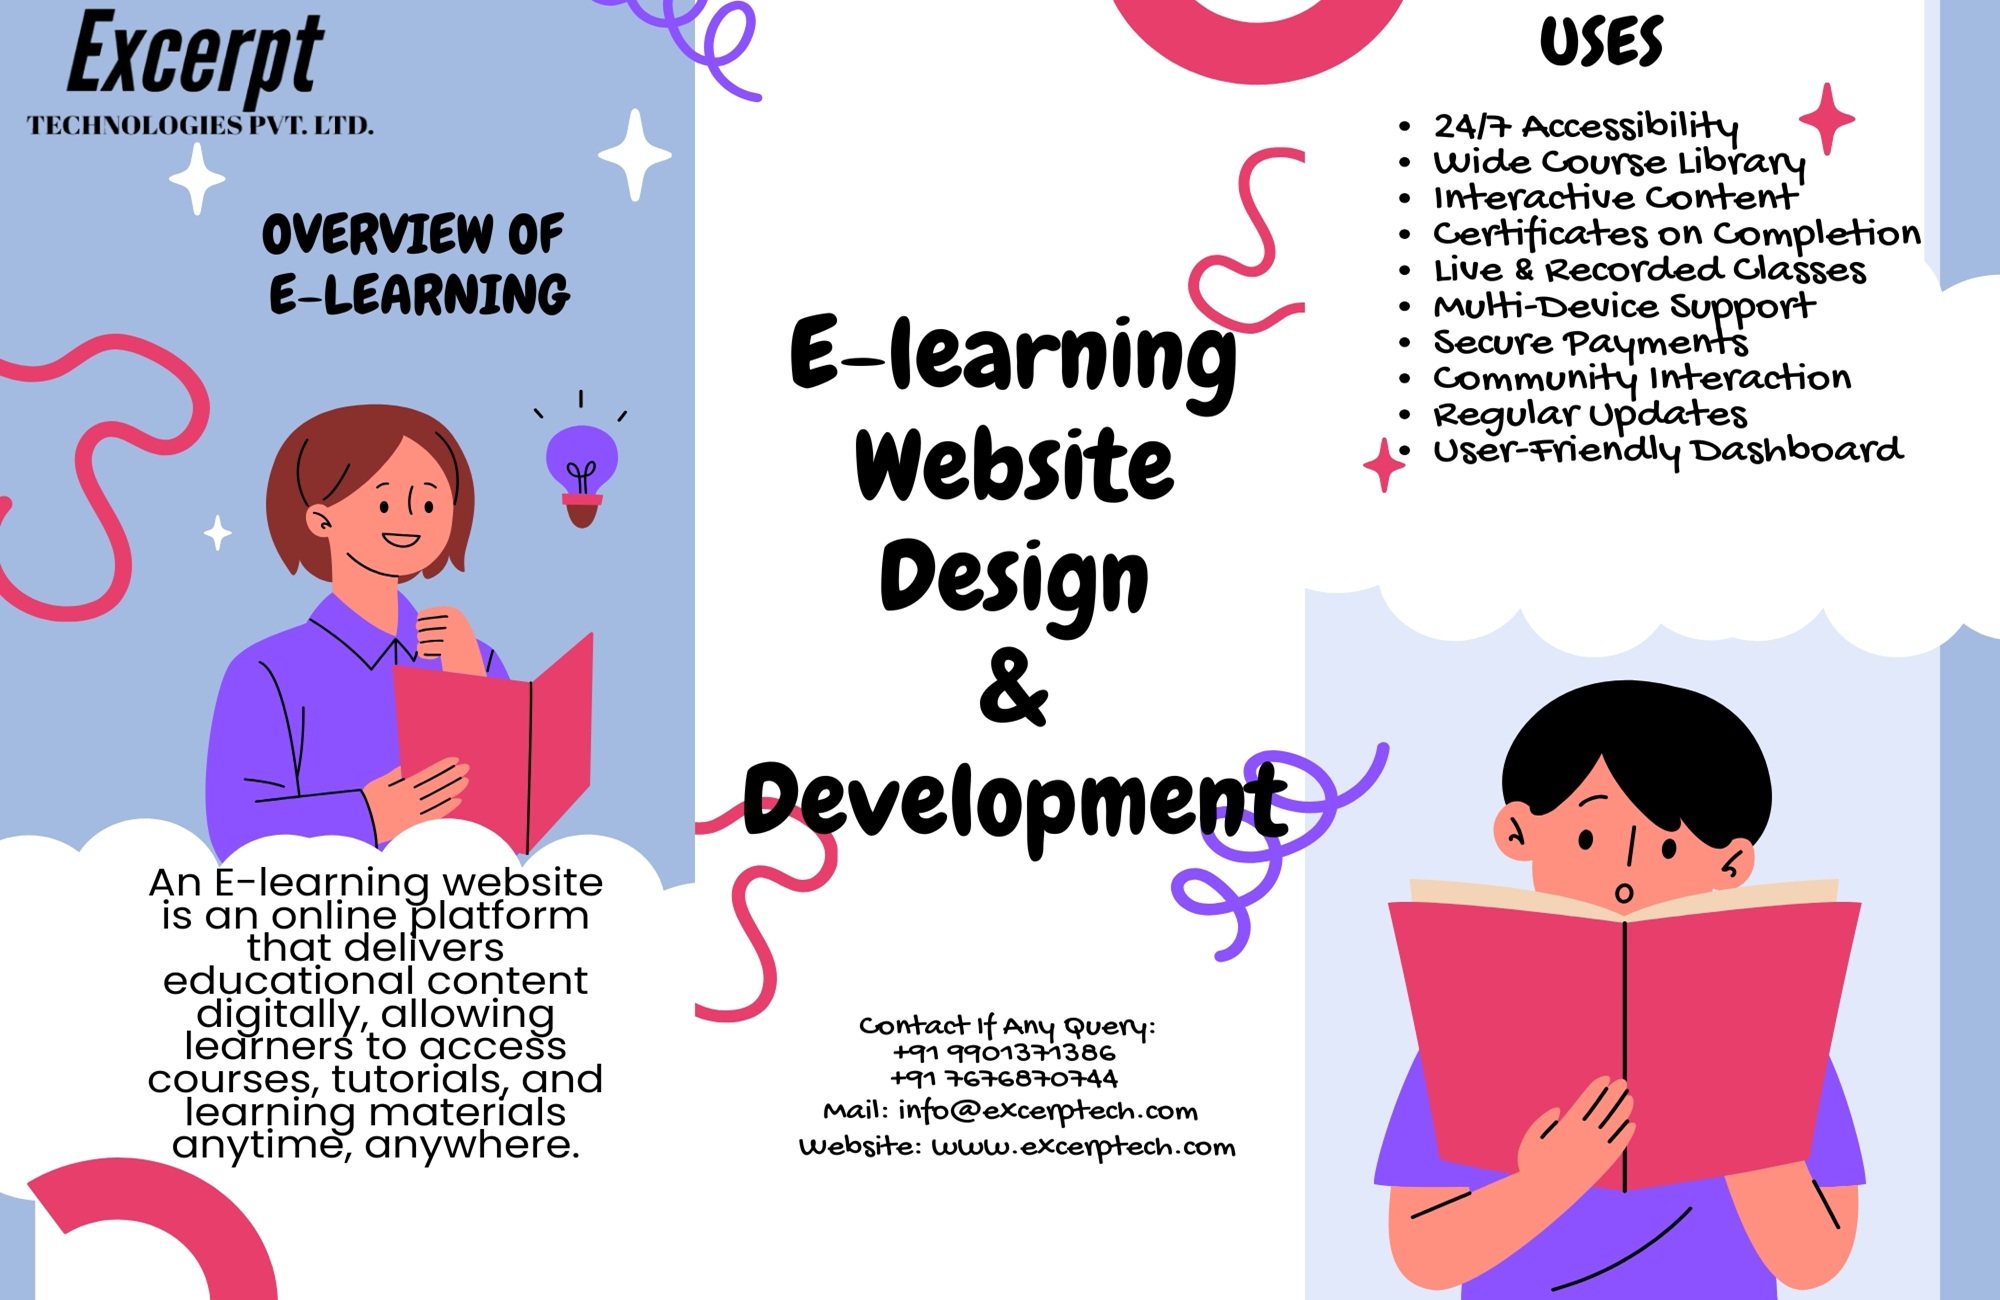 Excerpt
TECHNOLOGIES PVT. LTD.
OVERVIEW OF
E-LEARNING
An E-learning website
is an online platform
that delivers
educational content
digitally, allowing
learners to access
courses, tutorials, and
learning materials
anytime, anywhere.
E-learning
Website
Design
&
Development
Contact If Any Query:
+91 9901371386
+91 7676870744
Mail: info@excerptech.com
Website: www.excerptech.com
USES
• 24/7 Accessibility
• Wide Course Library
• Interactive Content
• Certificates on Completion
• Live & Recorded Classes
• Multi-Device Support
• Secure Payments
• Community Interaction
• Regular Updates
• User-Friendly Dashboard